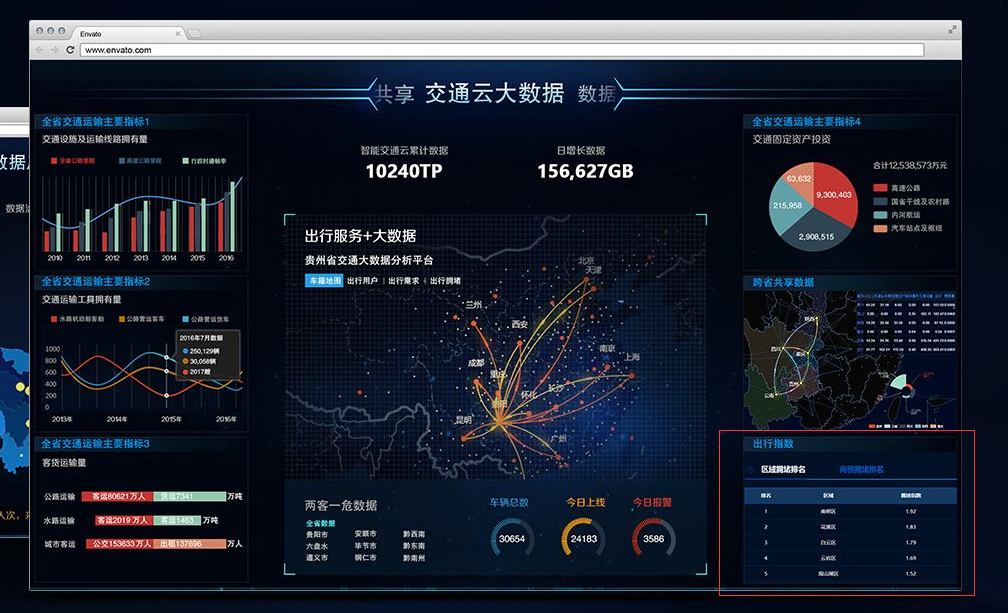 Envato
www.envato.com
共享 交通云大数据 数据
全省交通运输主要指标1
交通设施及运输线路拥有量
全省公路里程 高速公路里程 行政村通畅率
2010 2011 2012 2013 2014 2015 2016
全省交通运输主要指标2
交通运输工具拥有量
水路机动船客船 公路营运客车 公路营运货车
2016年7月数据
250,129辆
30,058辆
2017艘
1000
800
600
400
200
0
2013年 2014年 2015年 2016年
全省交通运输主要指标3
客货运输量
公路运输 客运80621万人 货运7341 万吨
水路运输 客运2019万人 客运1463 万吨
城市客运 公交153633万人 出租137696 万人
智能交通云累计数据
10240TP
日增长数据
156,627GB
出行服务+大数据
贵州省交通大数据分析平台
车籍地图 出行用户 出行需求 出行拥堵
北京
天津
兰州
西安
南京
上海
成都
重庆
长沙
怀化
贵阳
昆明
广州
两客一危数据
全省数据
贵阳市 安顺市 黔西南
六盘水 毕节市 黔东南
遵义市 铜仁市 黔南州
车辆总数 今日上线 今日报警
30654 24183 3586
全省交通运输主要指标4
交通固定资产投资
合计12,538,573万元
63,632
9,300,403
215,958
2,908,515
高速公路
国省干线及农村路
内河航运
汽车站点及枢纽
跨省共享数据
陕西
四川
重庆
贵州
云南
出行指数
区域拥堵排名 商圈拥堵排名
排名 区域 拥堵指数
1 南明区 1.92
2 花溪区 1.83
3 白云区 1.79
4 云岩区 1.69
5 观山湖区 1.52